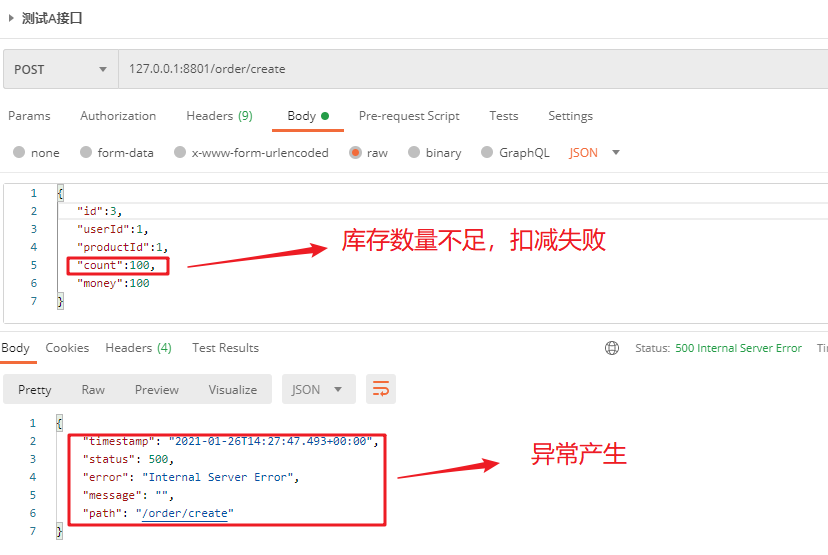 测试A接口
POST 127.0.0.1:8801/order/create
Params Authorization Headers (9) Body Pre-request Script Tests Settings
none form-data x-www-form-urlencoded raw binary GraphQL JSON
1 {
2 "id":3,
3 "userId":1,
4 "productId":1,
库存数量不足，扣减失败
5 "count":100,
6 "money":100
7 }
Body Cookies Headers (4) Test Results Status: 500 Internal Server Error
Pretty Raw Preview Visualize JSON
1 {
2 "timestamp": "2021-01-26T14:27:47.493+00:00",
3 "status": 500,
异常产生
4 "error": "Internal Server Error",
5 "message": "",
6 "path": "/order/create"
7 }